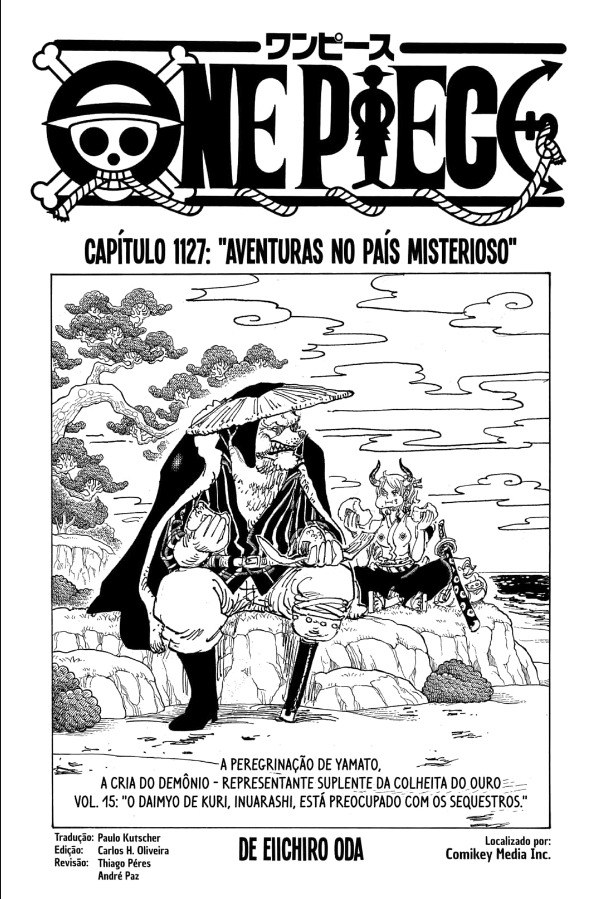 ワンピース
ONE PIECE
CAPÍTULO 1127: "AVENTURAS NO PAÍS MISTERIOSO"
A PEREGRINAÇÃO DE YAMATO,
A CRIA DO DEMÔNIO - REPRESENTANTE SUPLENTE DA COLHEITA DO OURO
VOL. 15: "O DAIMYO DE KURI, INUARASHI, ESTÁ PREOCUPADO COM OS SEQUESTROS."
Tradução: Paulo Kutscher
Edição: Carlos H. Oliveira
Revisão: Thiago Péres
André Paz
DE EIICHIRO ODA
Localizado por:
Comikey Media Inc.